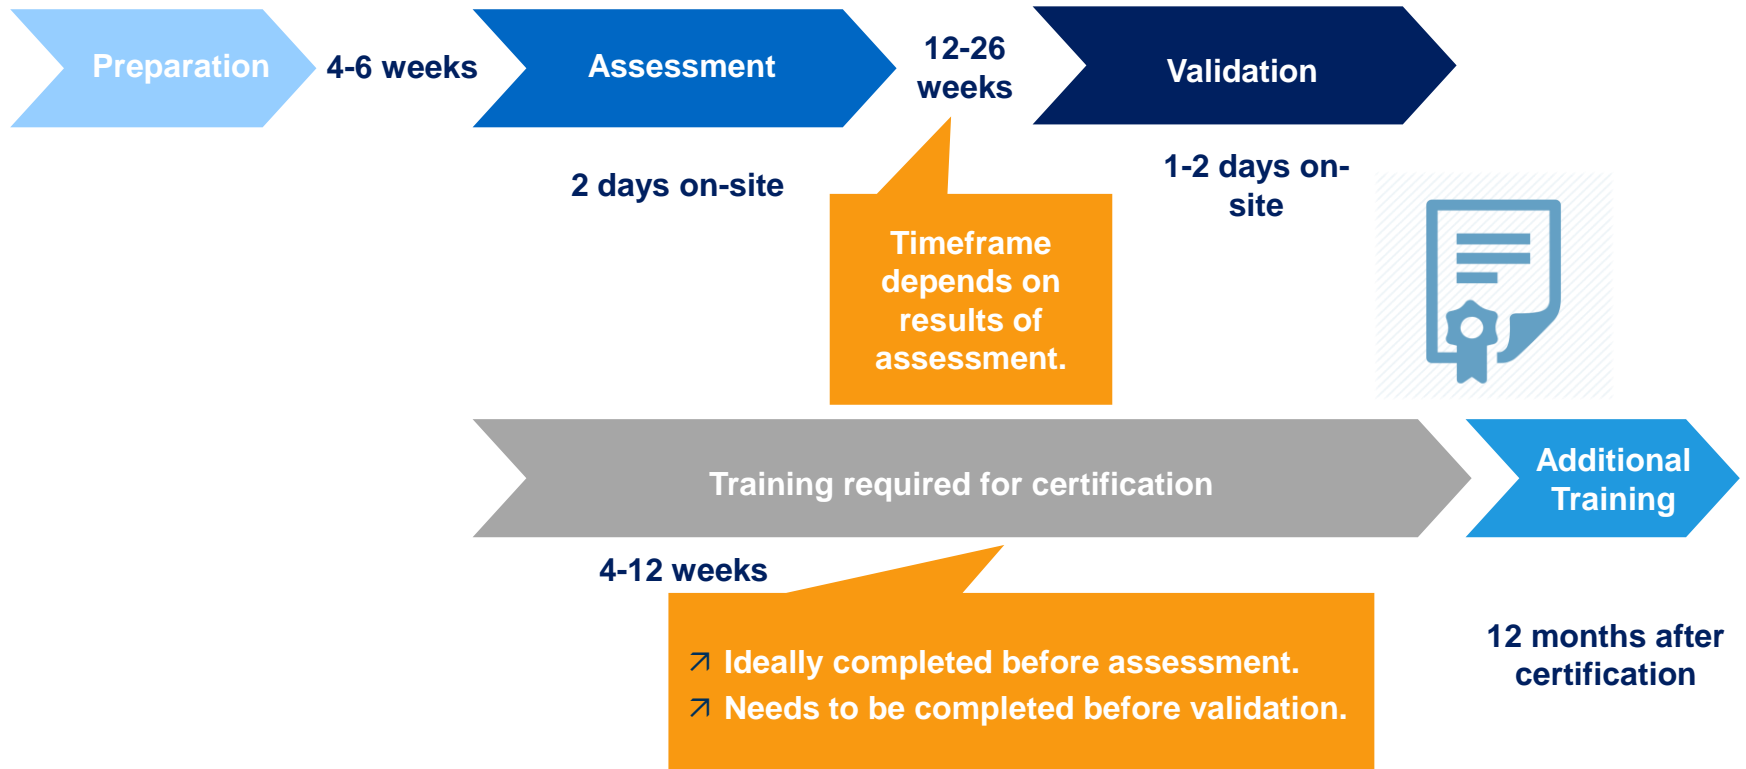 Preparation
4-6 weeks
Assessment
12-26
weeks
Validation
2 days on-site
1-2 days on-
site
Timeframe
depends on
results of
assessment.
Training required for certification
Additional
Training
4-12 weeks
Ideally completed before assessment.
Needs to be completed before validation.
12 months after
certification